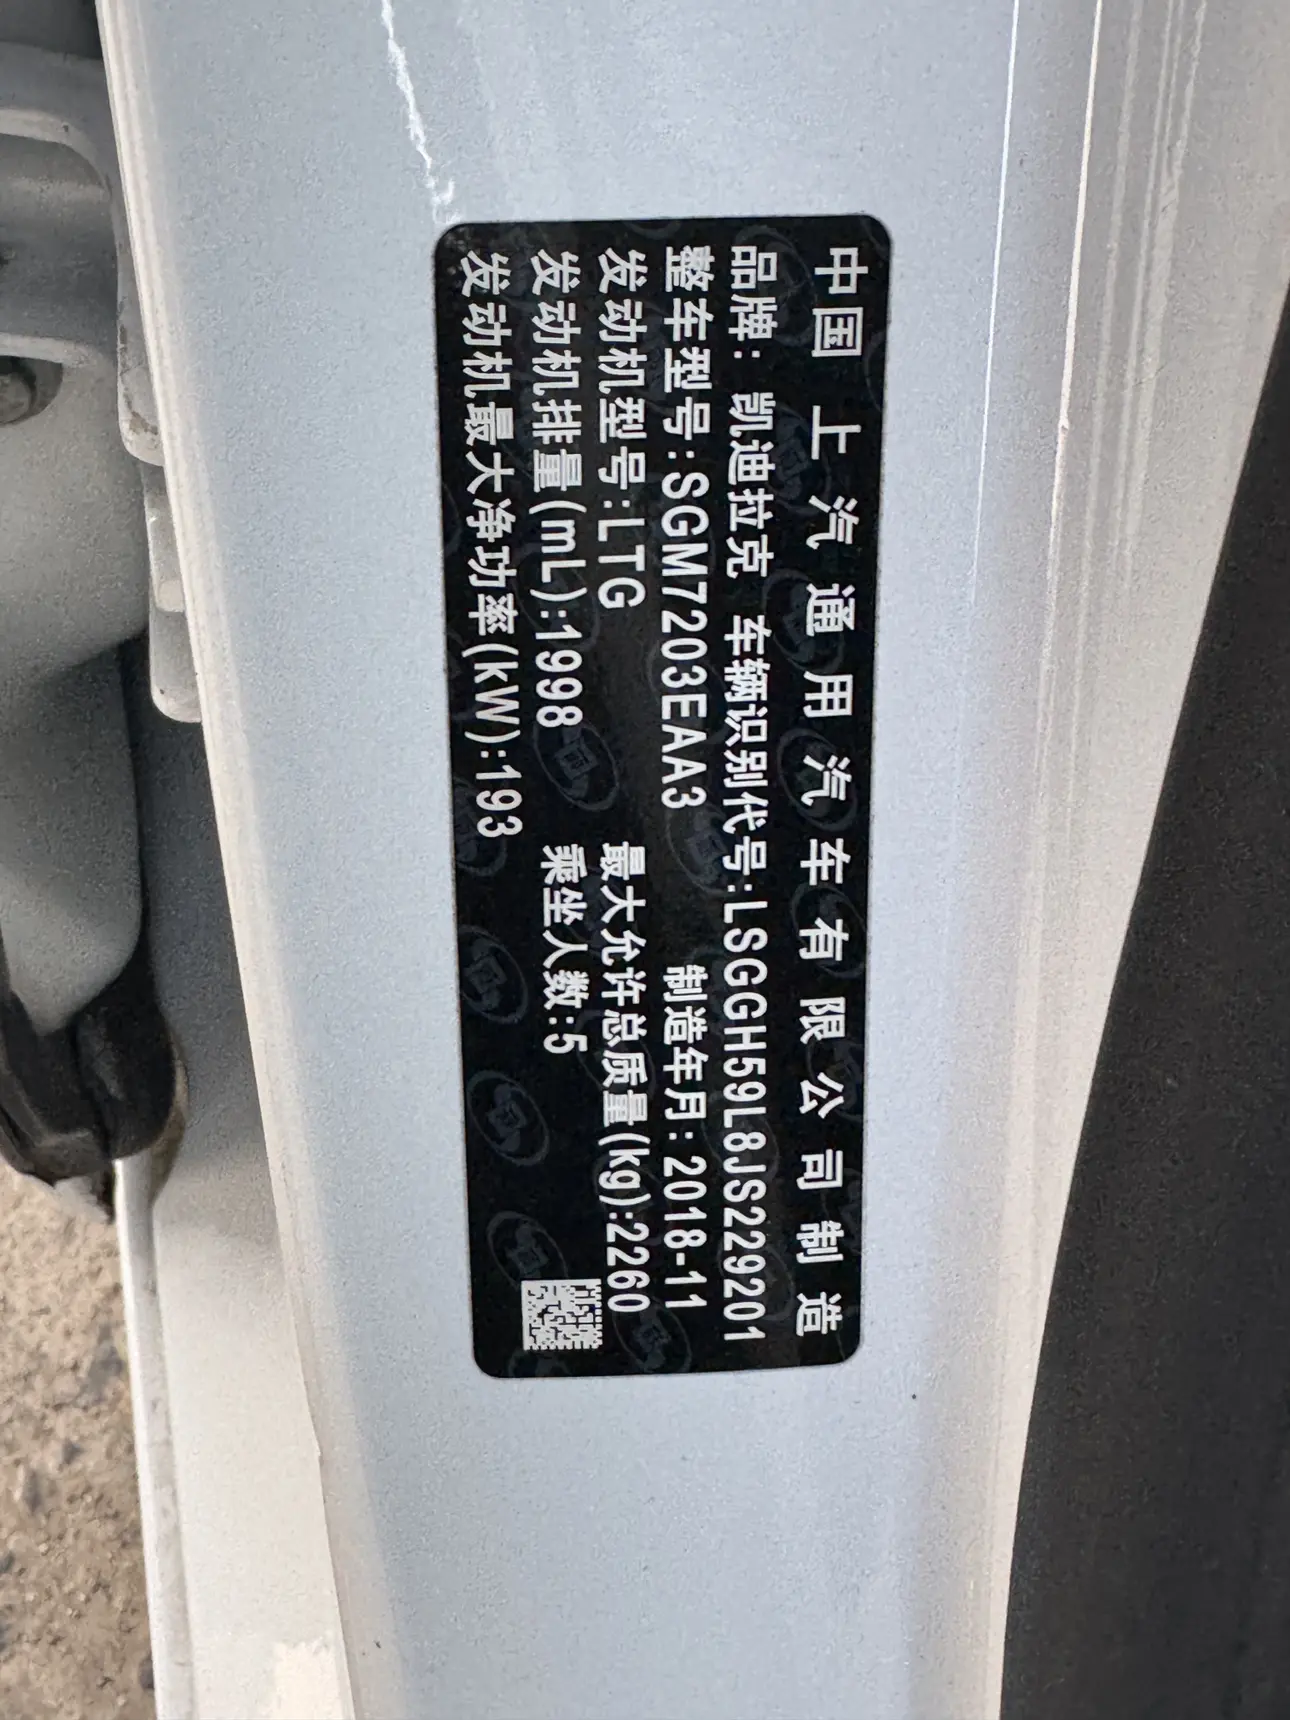 中国 上汽通用汽车有限公司制造
品牌: 凯迪拉克 车辆识别代号:LSGGH59L8JS229201
整车型号:SGM7203EAA3 制造年月:2018-11
发动机型号:LTG 最大允许总质量(kg):2260
发动机排量(mL):1998 乘坐人数:5
发动机最大净功率(kW):193